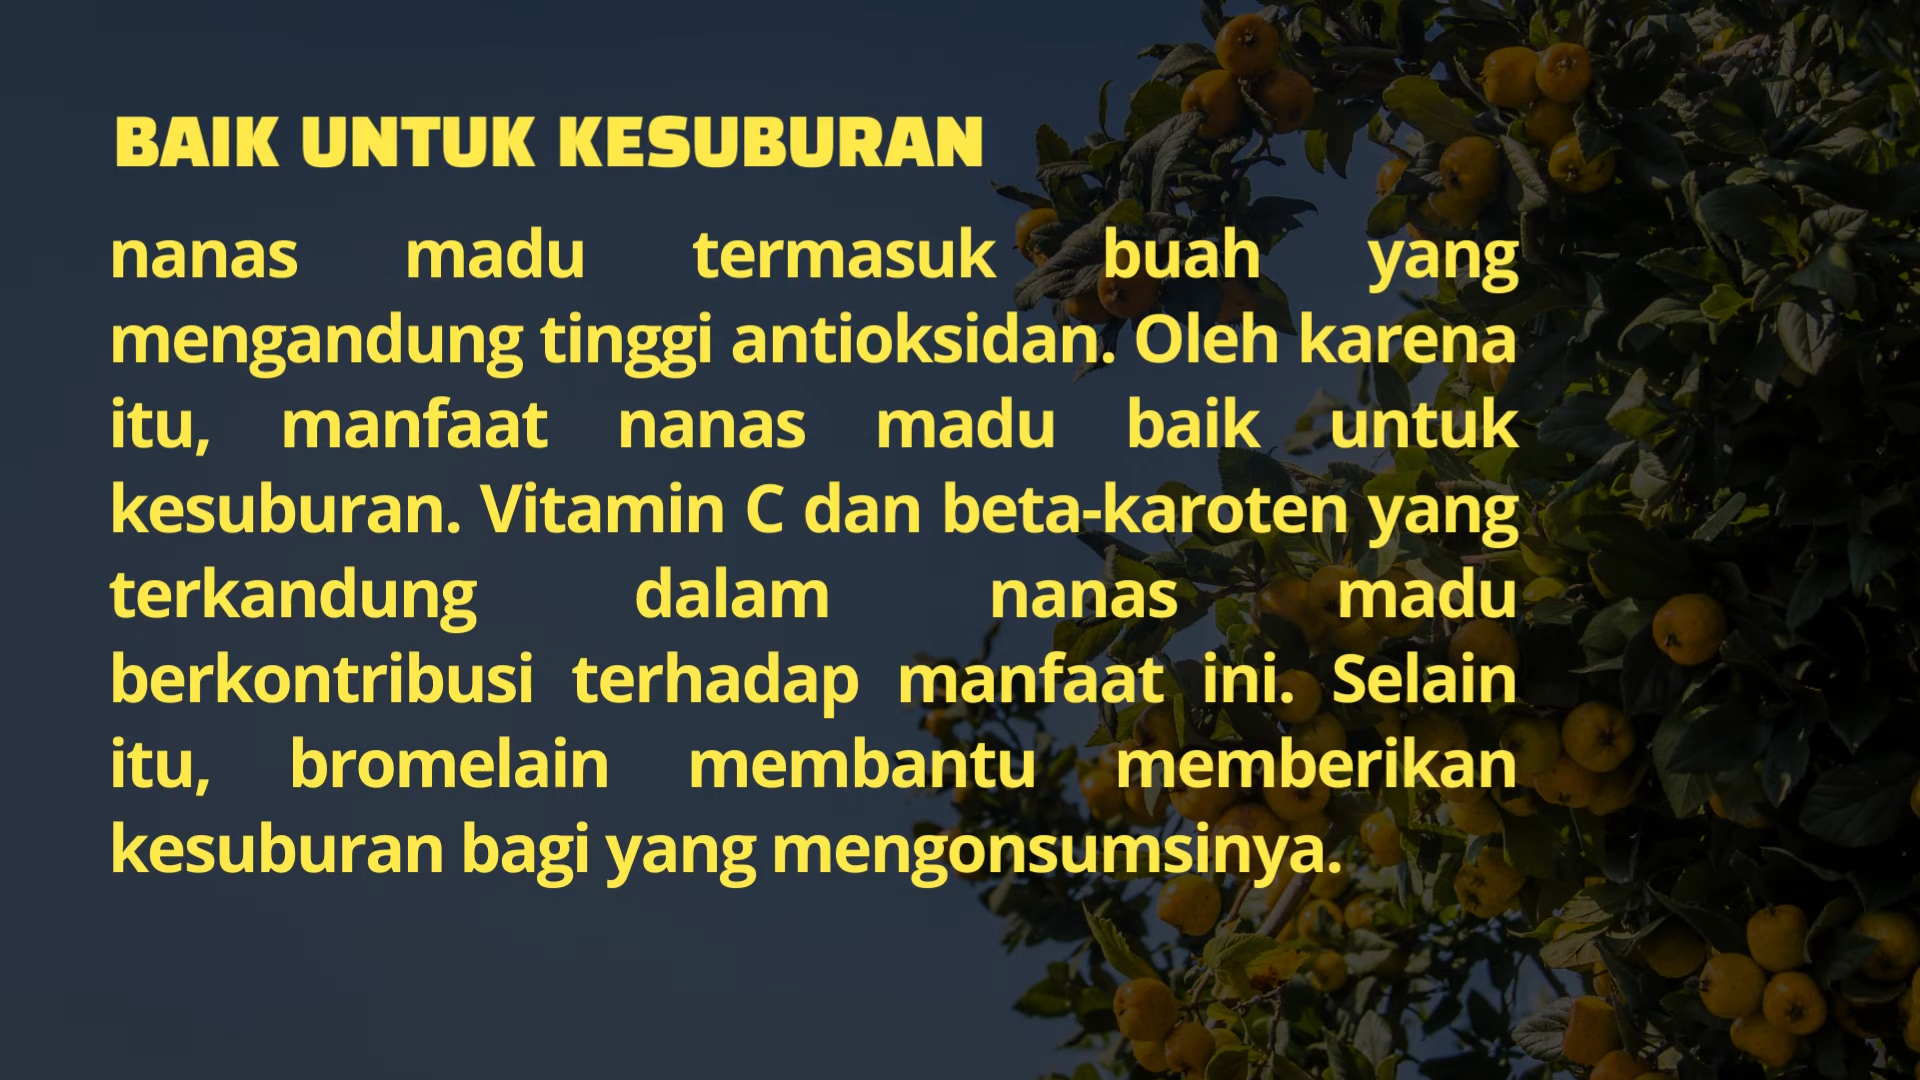 BAIK UNTUK KESUBURAN
nanas madu termasuk buah yang
mengandung tinggi antioksidan. Oleh karena
itu, manfaat nanas madu baik untuk
kesuburan. Vitamin C dan beta-karoten yang
terkandung dalam nanas madu
berkontribusi terhadap manfaat ini. Selain
itu, bromelain membantu memberikan
kesuburan bagi yang mengonsumsinya.